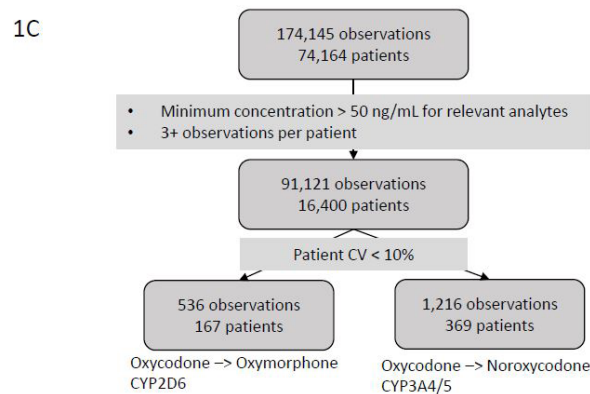 1C
174,145 observations
74,164 patients
• Minimum concentration > 50 ng/mL for relevant analytes
• 3+ observations per patient
91,121 observations
16,400 patients
Patient CV < 10%
536 observations
167 patients
1,216 observations
369 patients
Oxycodone –> Oxymorphone
CYP2D6
Oxycodone –> Noroxycodone
CYP3A4/5